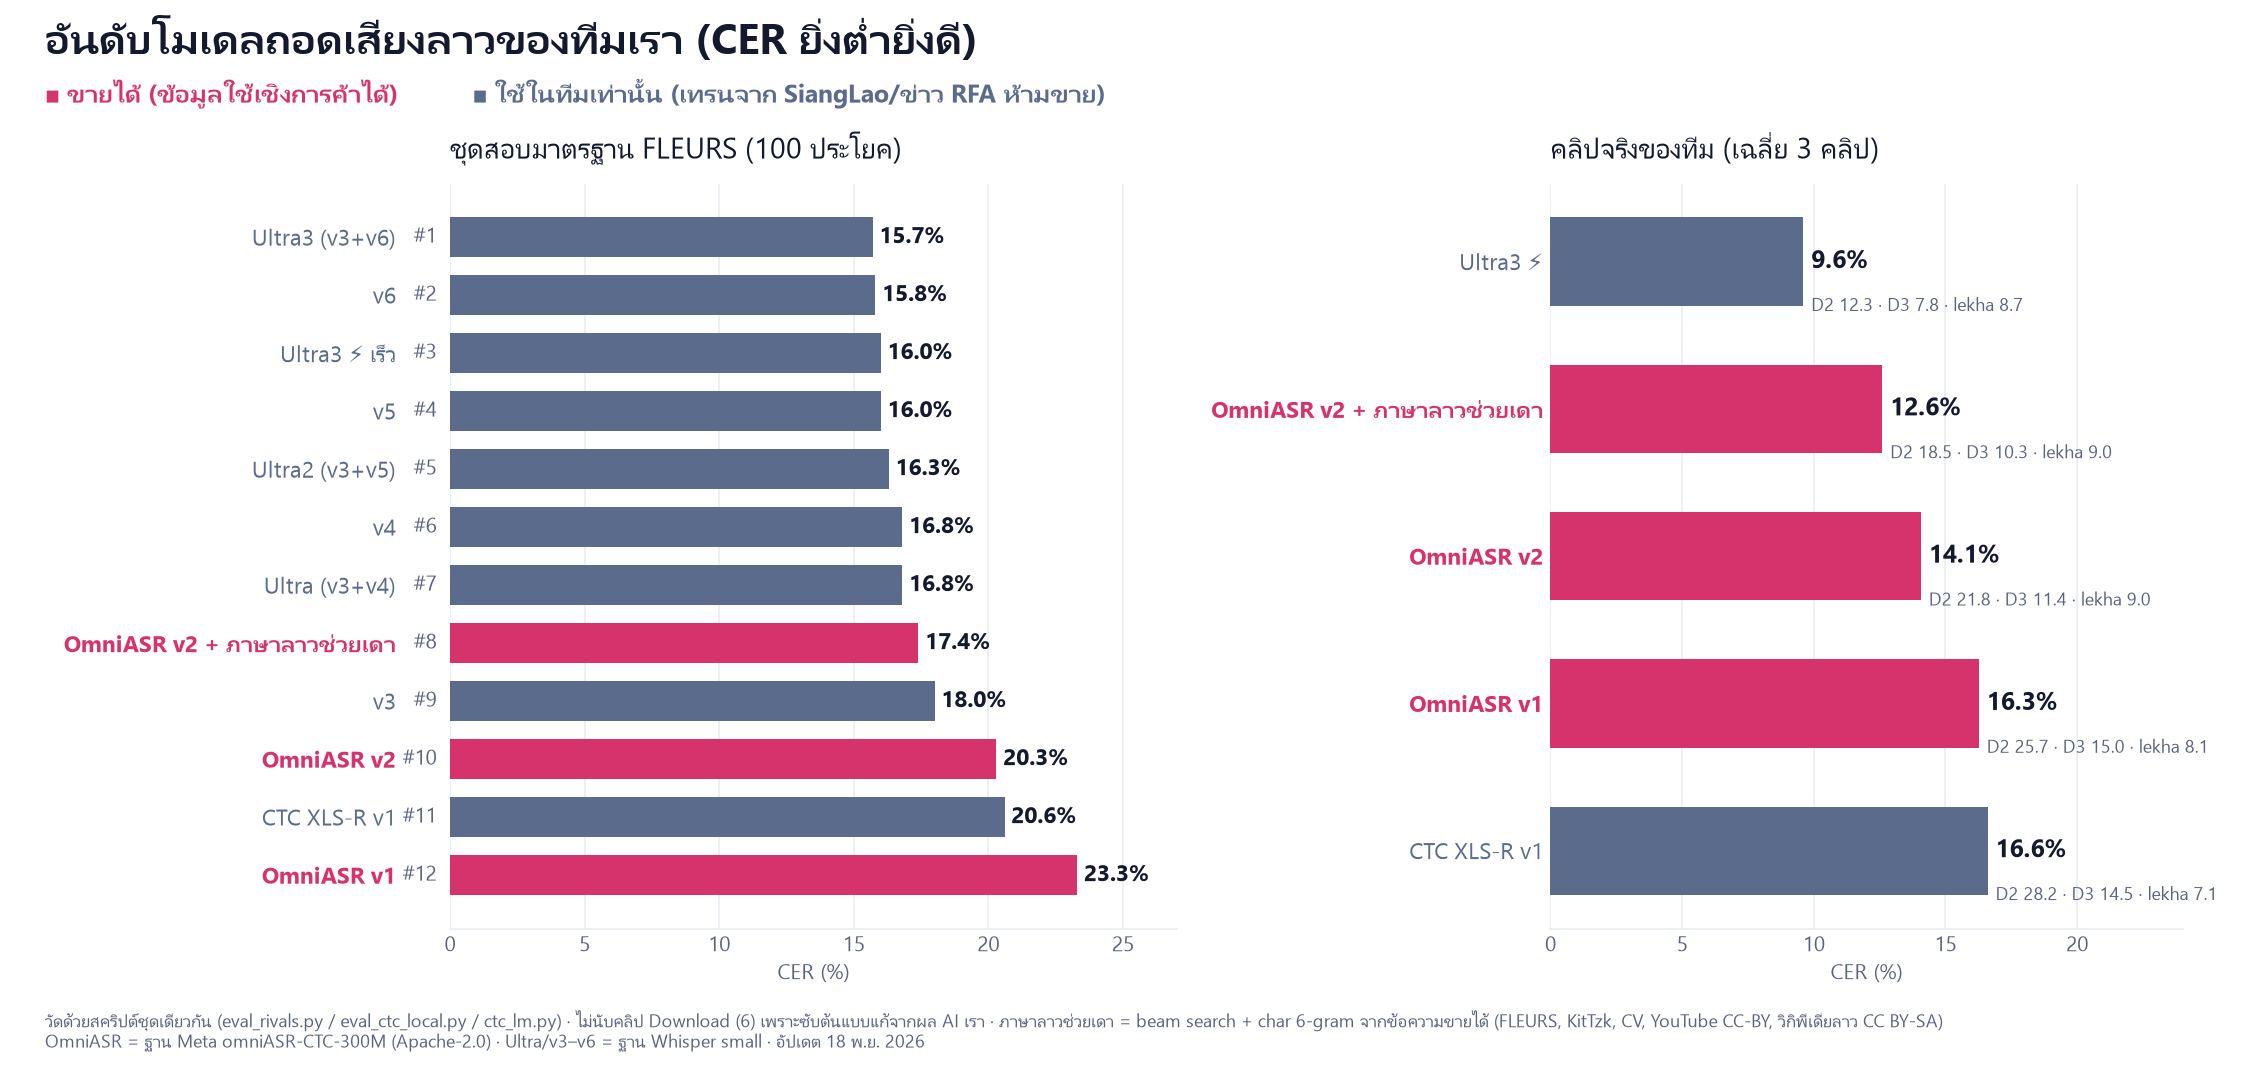 อันดับโมเดลถอดเสียงลาวของทีมเรา (CER ยิ่งต่ำยิ่งดี)
■ ขายได้ (ข้อมูลใช้เชิงการค้าได้)
■ ใช้ในทีมเท่านั้น (เทรนจาก SiangLao/ข่าว RFA ห้ามขาย)
ชุดสอบมาตรฐาน FLEURS (100 ประโยค)
Ultra3 (v3+v6) #1 15.7%
v6 #2 15.8%
Ultra3 ⚡ เร็ว #3 16.0%
v5 #4 16.0%
Ultra2 (v3+v5) #5 16.3%
v4 #6 16.8%
Ultra (v3+v4) #7 16.8%
OmniASR v2 + ภาษาลาวช่วยเดา #8 17.4%
v3 #9 18.0%
OmniASR v2 #10 20.3%
CTC XLS-R v1 #11 20.6%
OmniASR v1 #12 23.3%
0 5 10 15 20 25
CER (%)
คลิปจริงของทีม (เฉลี่ย 3 คลิป)
Ultra3 ⚡ 9.6%
D2 12.3 · D3 7.8 · lekha 8.7
OmniASR v2 + ภาษาลาวช่วยเดา 12.6%
D2 18.5 · D3 10.3 · lekha 9.0
OmniASR v2 14.1%
D2 21.8 · D3 11.4 · lekha 9.0
OmniASR v1 16.3%
D2 25.7 · D3 15.0 · lekha 8.1
CTC XLS-R v1 16.6%
D2 28.2 · D3 14.5 · lekha 7.1
0 5 10 15 20
CER (%)
วัดด้วยสคริปต์ชุดเดียวกัน (eval_rivals.py / eval_ctc_local.py / ctc_lm.py) · ไม่นับคลิป Download (6) เพราะซับต้นแบบแก้จากผล AI เรา · ภาษาลาวช่วยเดา = beam search + char 6-gram จากข้อความขายได้ (FLEURS, KitTzk, CV, YouTube CC-BY, วิกิพีเดียลาว CC BY-SA)
OmniASR = ฐาน Meta omniASR-CTC-300M (Apache-2.0) · Ultra/v3–v6 = ฐาน Whisper small · อัปเดต 18 พ.ย. 2026